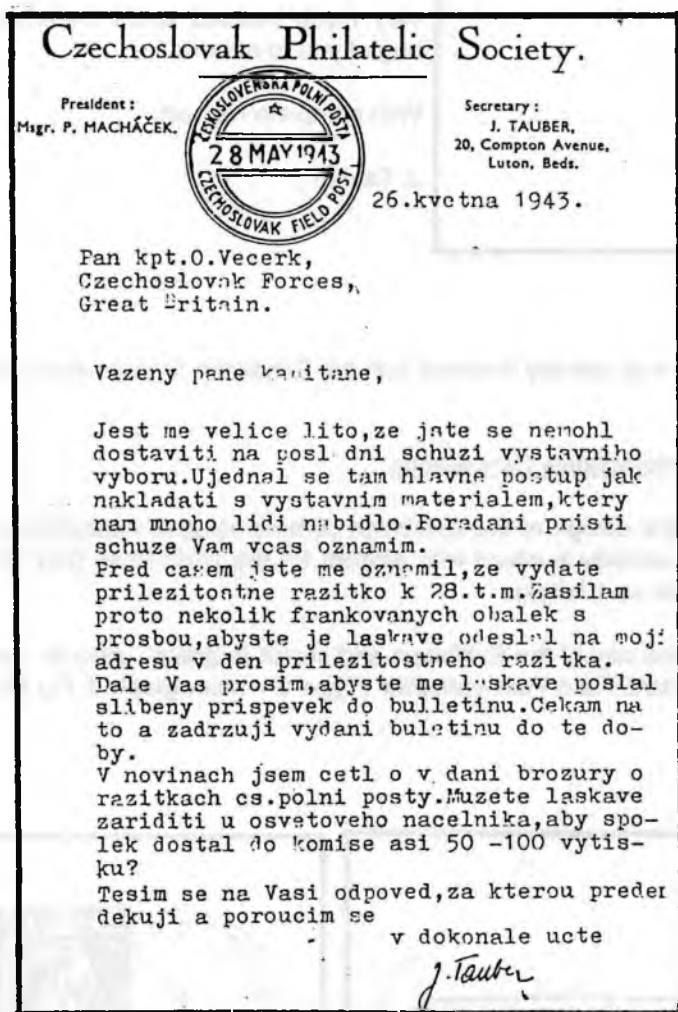 Czechoslovak Philatelic Society.
President :
Msgr. P. MACHÁČEK.
ČESKOSLOVENSKÁ POLNÍ POŠTA
28 MAY 1943
CZECHOSLOVAK FIELD POST
Secretary :
J. TAUBER,
20, Compton Avenue,
Luton, Beds.
26.kvetna 1943.
Pan kpt.O.Vecerk,
Czechoslovak Forces,
Great Britain.
Vazeny pane kapitane,
Jest me velice lito,ze jste se nemohl
dostaviti na posl dni schuzi vystavniho
vyboru.Ujednal se tam hlavne postup jak
nakladati s vystavnim materialem,ktery
nam mnoho lidi nabidlo.Poradani pristi
schuze Vam vcas oznamim.
Pred casem jste me oznamil,ze vydate
prilezitostne razitko k 28.t.m.Zasilam
proto nekolik frankovanych obalek s
prosbou,abyste je laskave odeslal na moji
adresu v den prilezitostneho razitka.
Dale Vas prosim,abyste me laskave poslal
slibeny prispevek do bulletinu.Cekam na
to a zadrzuji vydani buletinu do te do-
by.
V novinach jsem cetl o v dani brozury o
razitkach cs.polni posty.Muzete laskave
zariditi u osvetoveho nacelnika,aby spo-
lek dostal do komise asi 50 -100 vytis-
ku?
Tesim se na Vasi odpoved,za kterou predem
dekuji a poroucim se
v dokonale ucte
J. Tauber